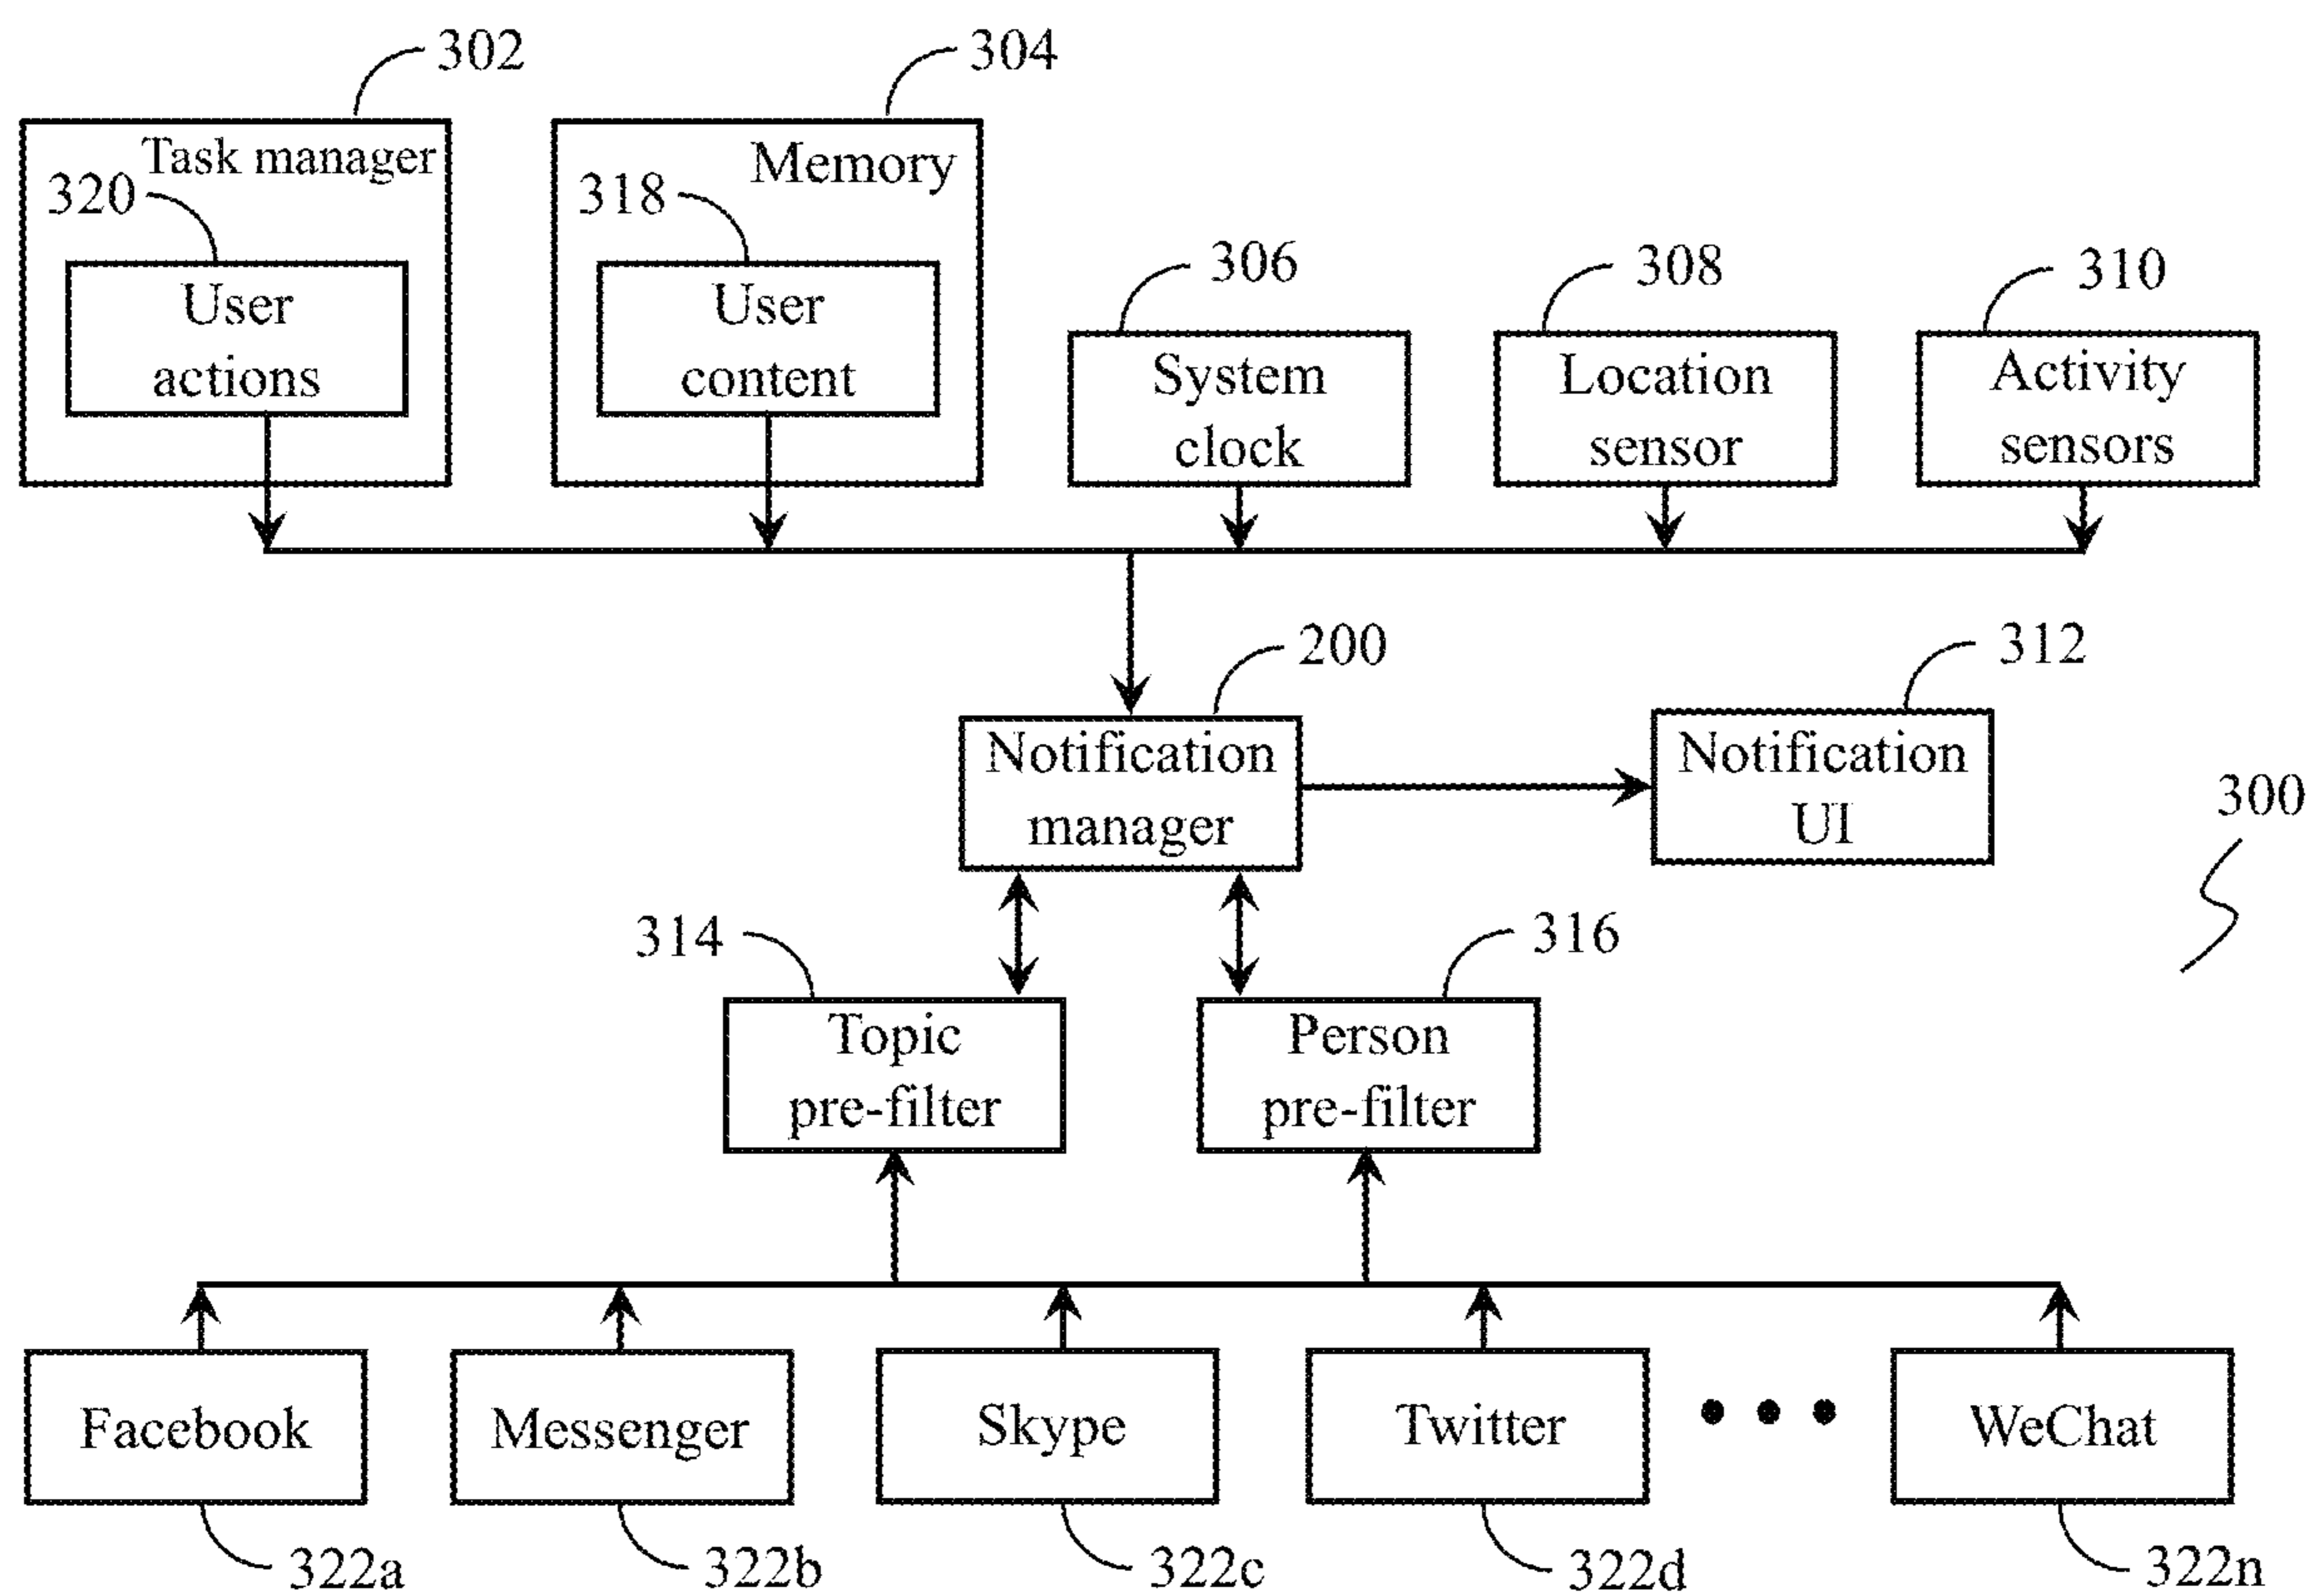 302
304
Task manager
Memory
320
318
User
actions
User
content
306
308
310
System
clock
Location
sensor
Activity
sensors
200
312
Notification
manager
Notification
UI
300
314
316
Topic
pre-filter
Person
pre-filter
Facebook
Messenger
Skype
Twitter
WeChat
322a
322b
322c
322d
322n